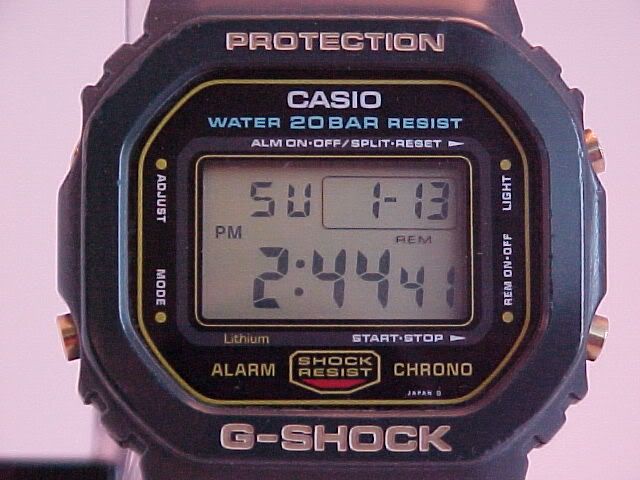 PROTECTION
CASIO
WATER 20BAR RESIST
ALM ON·OFF/SPLIT·RESET
ADJUST
LIGHT
SU 1-13
PM
REM
2:44 41
MODE
REM ON·OFF
Lithium
START·STOP
ALARM
SHOCK
RESIST
CHRONO
G-SHOCK